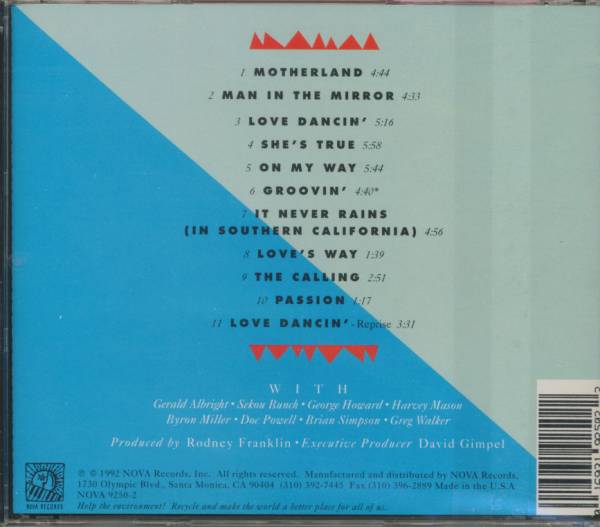 1 MOTHERLAND 4:44
2 MAN IN THE MIRROR 4:33
3 LOVE DANCIN' 5:16
4 SHE'S TRUE 5:58
5 ON MY WAY 5:44
6 GROOVIN' 4:40*
7 IT NEVER RAINS
(IN SOUTHERN CALIFORNIA) 4:56
8 LOVE'S WAY 1:39
9 THE CALLING 2:51
10 PASSION 1:17
11 LOVE DANCIN' - Reprise 3:31
WITH
Gerald Albright • Sekou Bunch • George Howard • Harvey Mason
Byron Miller • Doc Powell • Brian Simpson • Greg Walker
Produced by Rodney Franklin • Executive Producer David Gimpel
℗ © 1992 NOVA Records, Inc. All rights reserved. Manufactured and distributed by NOVA Records,
1730 Olympic Blvd., Santa Monica, CA 90404 (310) 392-7445 Fax (310) 396-2889 Made in the U.S.A
NOVA 9250-2
Help the environment! Recycle and make the world a better place for all of us.
NOVA RECORDS